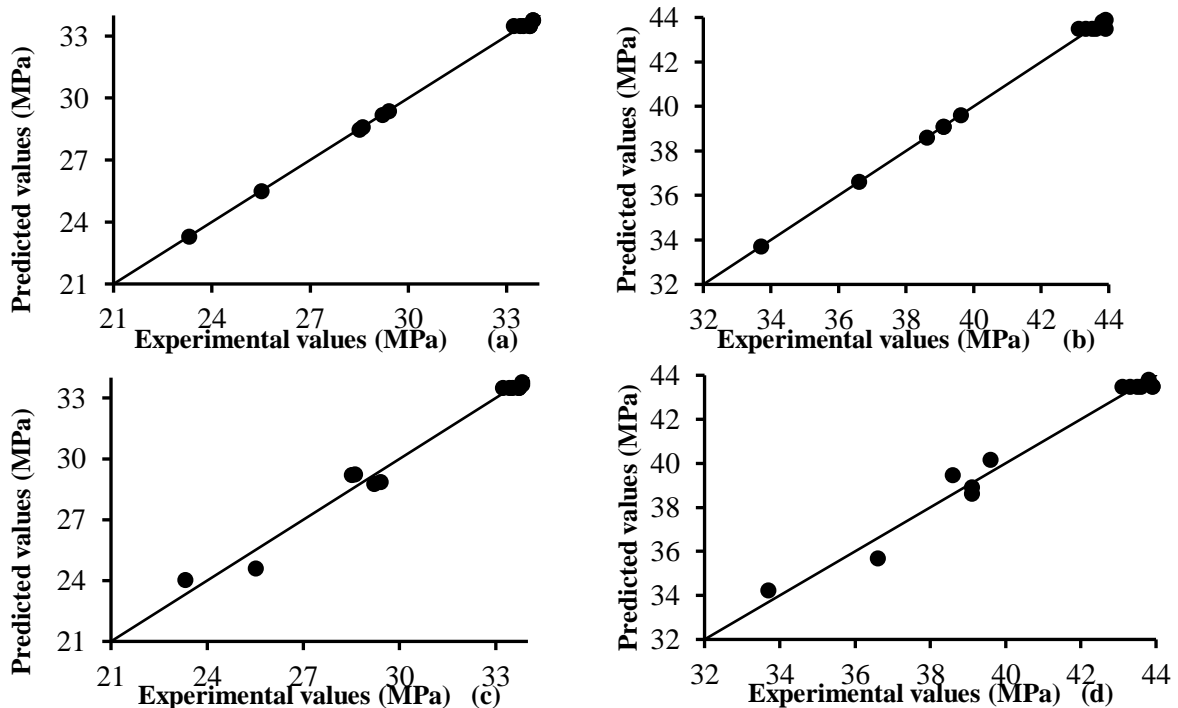 Predicted values (MPa)
33
30
27
24
21
21 24 27 30 33
Experimental values (MPa) (a)
Predicted values (MPa)
44
42
40
38
36
34
32
32 34 36 38 40 42 44
Experimental values (MPa) (b)
Predicted values (MPa)
33
30
27
24
21
21 24 27 30 33
Experimental values (MPa) (c)
Predicted values (MPa)
44
42
40
38
36
34
32
32 34 36 38 40 42 44
Experimental values (MPa) (d)